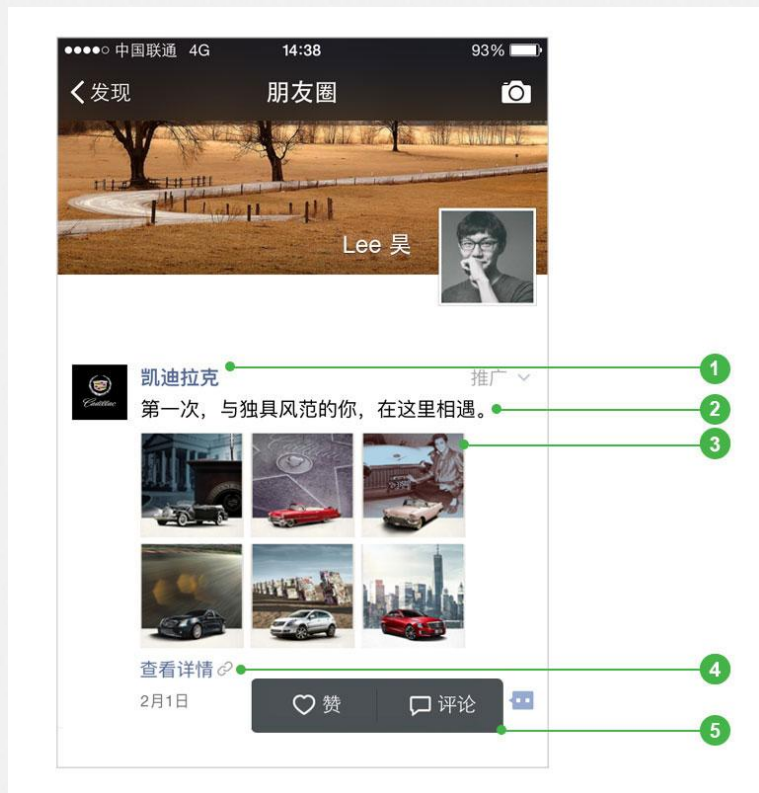 中国联通 4G 14:38 93%
发现 朋友圈
Lee 昊
凯迪拉克 推广 1
Cadillac
第一次，与独具风范的你，在这里相遇。 2
3
查看详情 4
2月1日 赞 评论
5